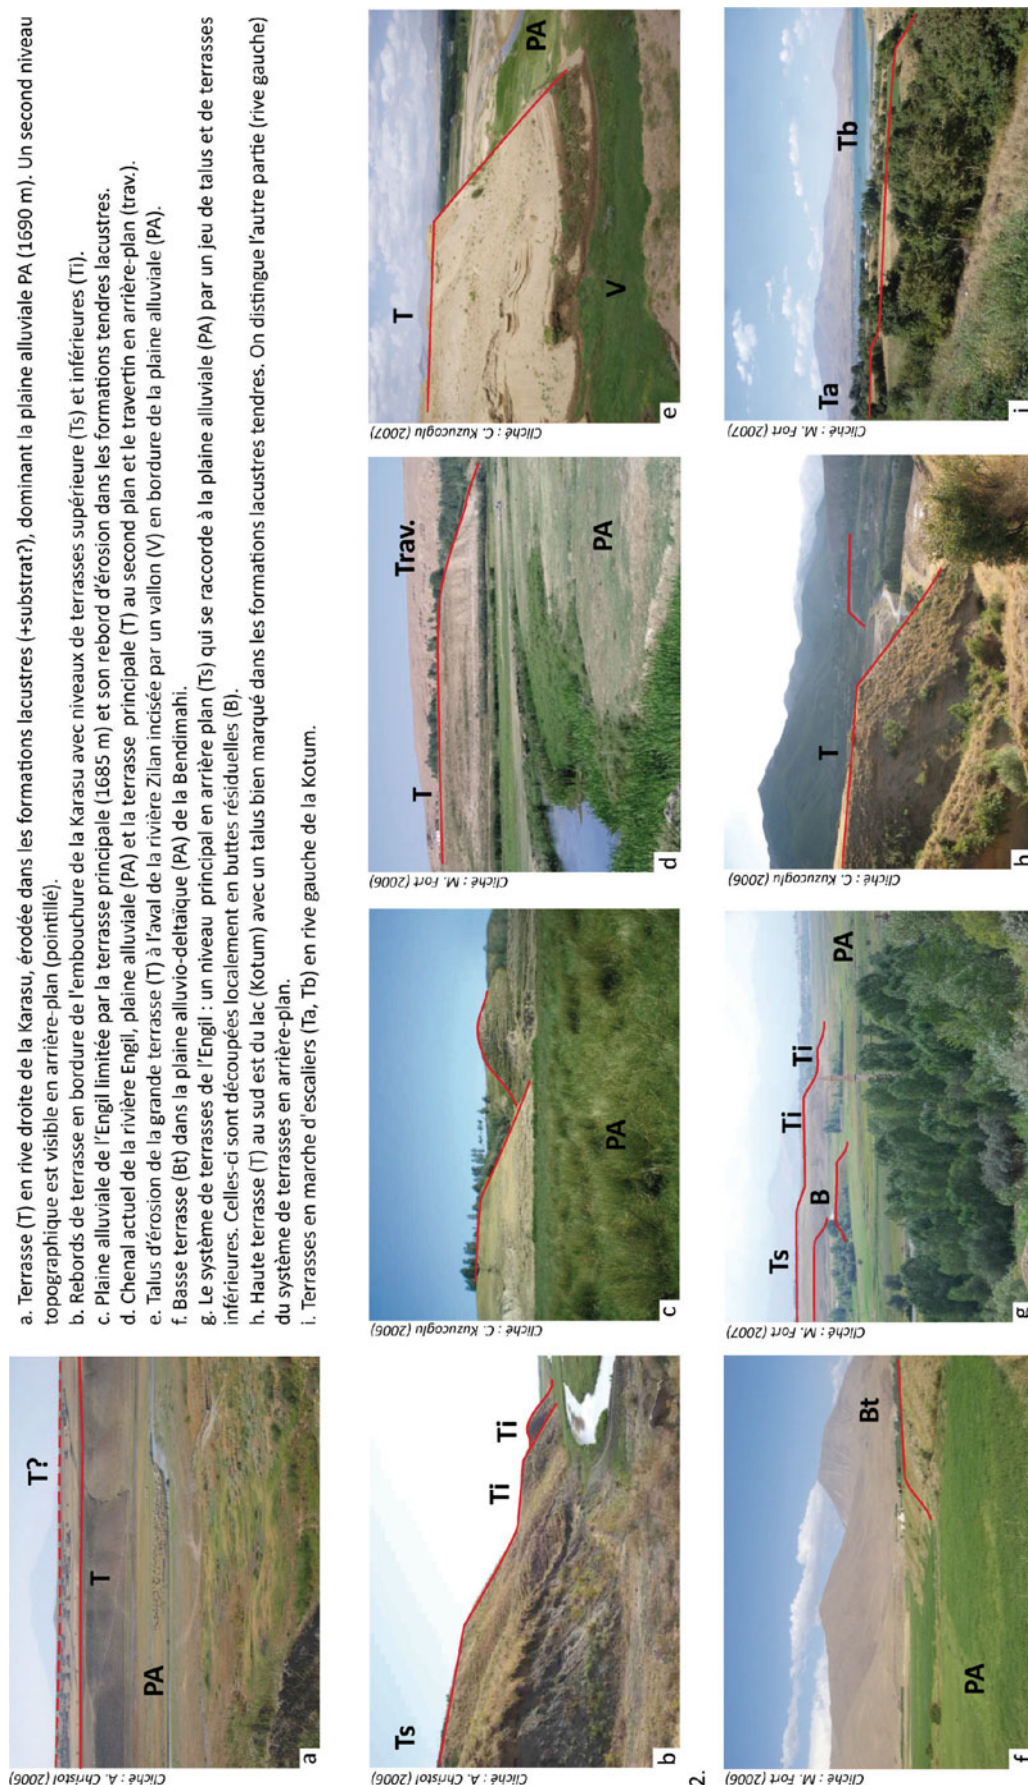 a. Terrasse (T) en rive droite de la Karasu, érodée dans les formations lacustres (+substrat?), dominant la plaine alluviale PA (1690 m). Un second niveau
topographique est visible en arrière-plan (pointillé).
b. Rebords de terrasse en bordure de l'embouchure de la Karasu avec niveaux de terrasses supérieure (Ts) et inférieures (Ti).
c. Plaine alluviale de l'Engil limitée par la terrasse principale (1685 m) et son rebord d'érosion dans les formations tendres lacustres.
d. Chenal actuel de la rivière Engil, plaine alluviale (PA) et la terrasse principale (T) au second plan et le travertin en arrière-plan (trav.).
e. Talus d'érosion de la grande terrasse (T) à l'aval de la rivière Zilan incisée par un vallon (V) en bordure de la plaine alluviale (PA).
f. Basse terrasse (Bt) dans la plaine alluvio-deltaïque (PA) de la Bendimahi.
g. Le système de terrasses de l'Engil : un niveau principal en arrière plan (Ts) qui se raccorde à la plaine alluviale (PA) par un jeu de talus et de terrasses
inférieures. Celles-ci sont découpées localement en buttes résiduelles (B).
h. Haute terrasse (T) au sud est du lac (Kotum) avec un talus bien marqué dans les formations lacustres tendres. On distingue l'autre partie (rive gauche)
du système de terrasses en arrière-plan.
i. Terrasses en marche d'escaliers (Ta, Tb) en rive gauche de la Kotum.
Cliché : A. Christol (2006)
T?
T
PA
a
Cliché : A. Christol (2006)
Ts
Ti
Ti
b
Cliché : C. Kuzucoglu (2006)
PA
c
Cliché : M. Fort (2006)
T
Trav.
PA
d
Cliché : C. Kuzucoglu (2007)
T
PA
V
e
2.
Cliché : M. Fort (2006)
Bt
PA
f
Cliché : M. Fort (2007)
Ts
B
Ti
Ti
PA
g
Cliché : C. Kuzucoglu (2006)
T
h
Cliché : M. Fort (2007)
Ta
Tb
i